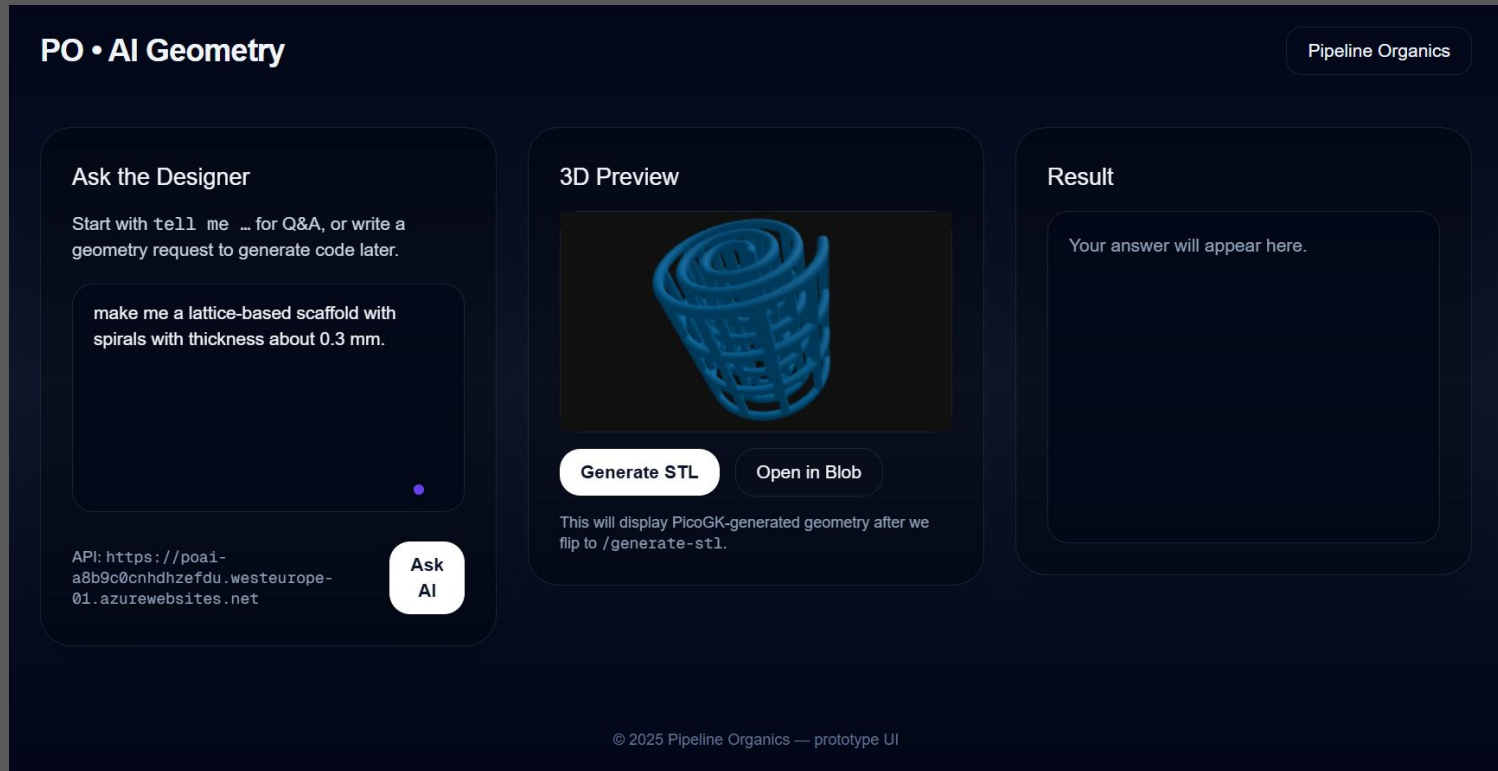 PO • AI Geometry
Pipeline Organics
Ask the Designer
Start with tell me … for Q&A, or write a
geometry request to generate code later.
make me a lattice-based scaffold with
spirals with thickness about 0.3 mm.
API: https://poai-
a8b9c0cnhdhzefdu.westeurope-
01.azurewebsites.net
Ask
AI
3D Preview
Generate STL
Open in Blob
This will display PicoGK-generated geometry after we
flip to /generate-stl.
Result
Your answer will appear here.
© 2025 Pipeline Organics — prototype UI